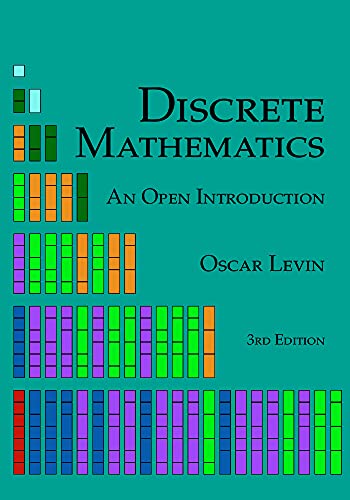 Discrete
Mathematics
An Open Introduction
Oscar Levin
3rd Edition